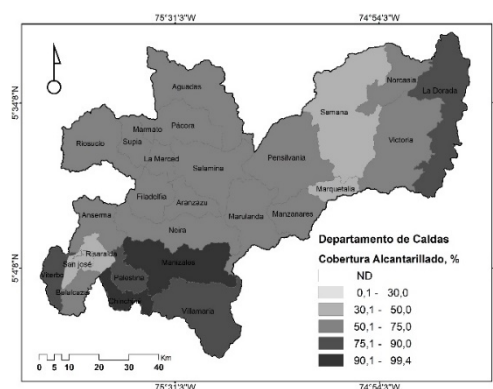 75°31'3"W 74°54'3"W
5°34'8"N
5°4'8"N
Aguadas
Norcasia
La Dorada
Samana
Marmato
Pácora
Supia
Riosucio
Victoria
La Merced
Salamina
Pensilvania
Marquetalia
Filadelfia
Aranzazu
Anserma
Marulanda
Manzanares
Neira
Risaralda
San josé
Manizales
Viterbo
Palestina
Belalcazar
Chinchiná
Villamaria
Departamento de Caldas
Cobertura Alcantarillado, %
ND
0,1 - 30,0
30,1 - 50,0
50,1 - 75,0
75,1 - 90,0
90,1 - 99,4
0 5 10 20 30 40
Km
75°31'3"W 74°54'3"W